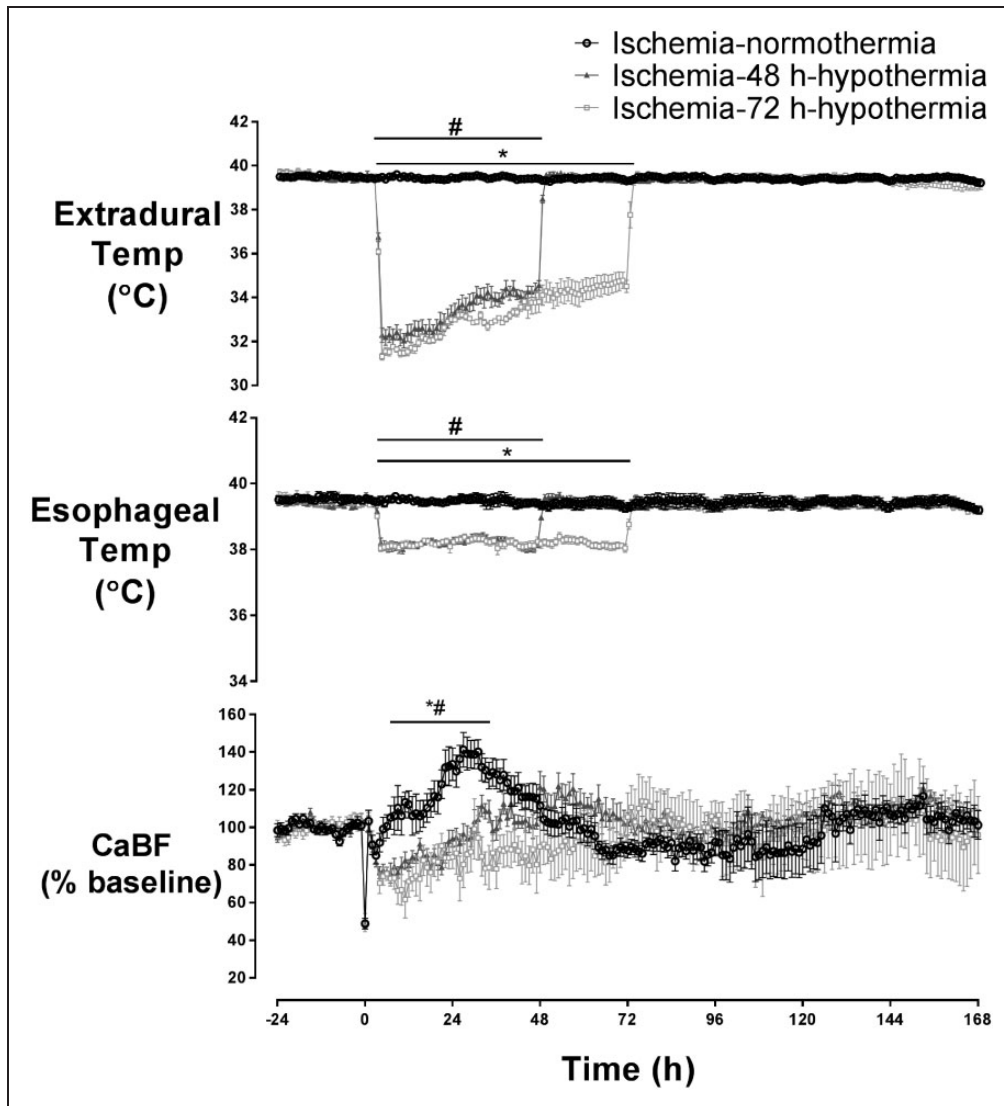 Ischemia-normothermia
Ischemia-48 h-hypothermia
Ischemia-72 h-hypothermia
Extradural
Temp
(°C)
42
40
38
36
34
32
30
#
*
Esophageal
Temp
(°C)
42
40
38
36
34
#
*
CaBF
(% baseline)
160
140
120
100
80
60
40
20
*#
-24 0 24 48 72 96 120 144 168
Time (h)